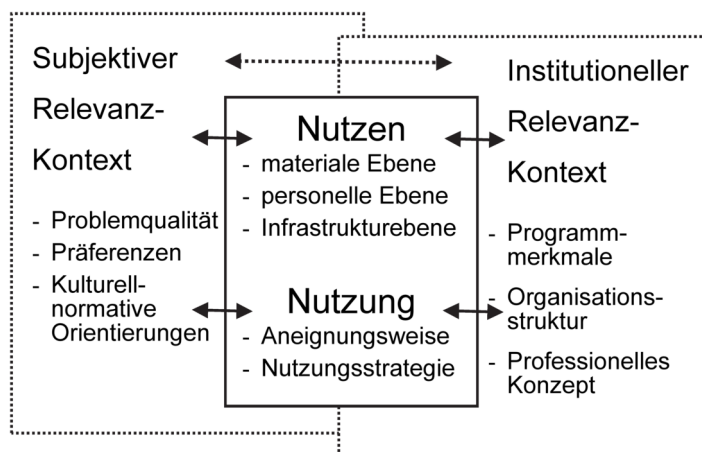 Subjektiver
Relevanz-
Kontext
- Problemqualität
- Präferenzen
- Kulturell-
normative
Orientierungen
Nutzen
- materiale Ebene
- personelle Ebene
- Infrastrukturebene
Nutzung
- Aneignungsweise
- Nutzungsstrategie
Institutioneller
Relevanz-
Kontext
- Programm-
merkmale
- Organisations-
struktur
- Professionelles
Konzept